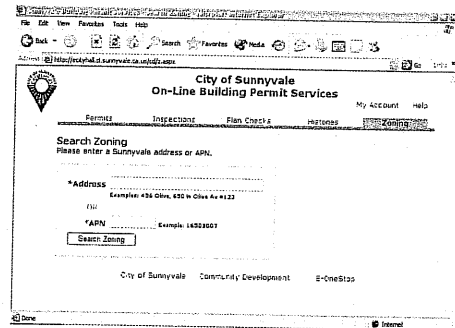 File Edit View Favorites Tools Help
Back Search Favorites Media
Go Links
City of Sunnyvale
On-Line Building Permit Services
My Account Help
Permits Inspections Plan Checks Histories Zoning
Search Zoning
Please enter a Sunnyvale address or APN.
*Address
Examples: 456 Olive, 650 W Olive Av #123
OR
*APN Example: 16503007
Search Zoning
City of Sunnyvale Community Development E-OneStop
Done Internet